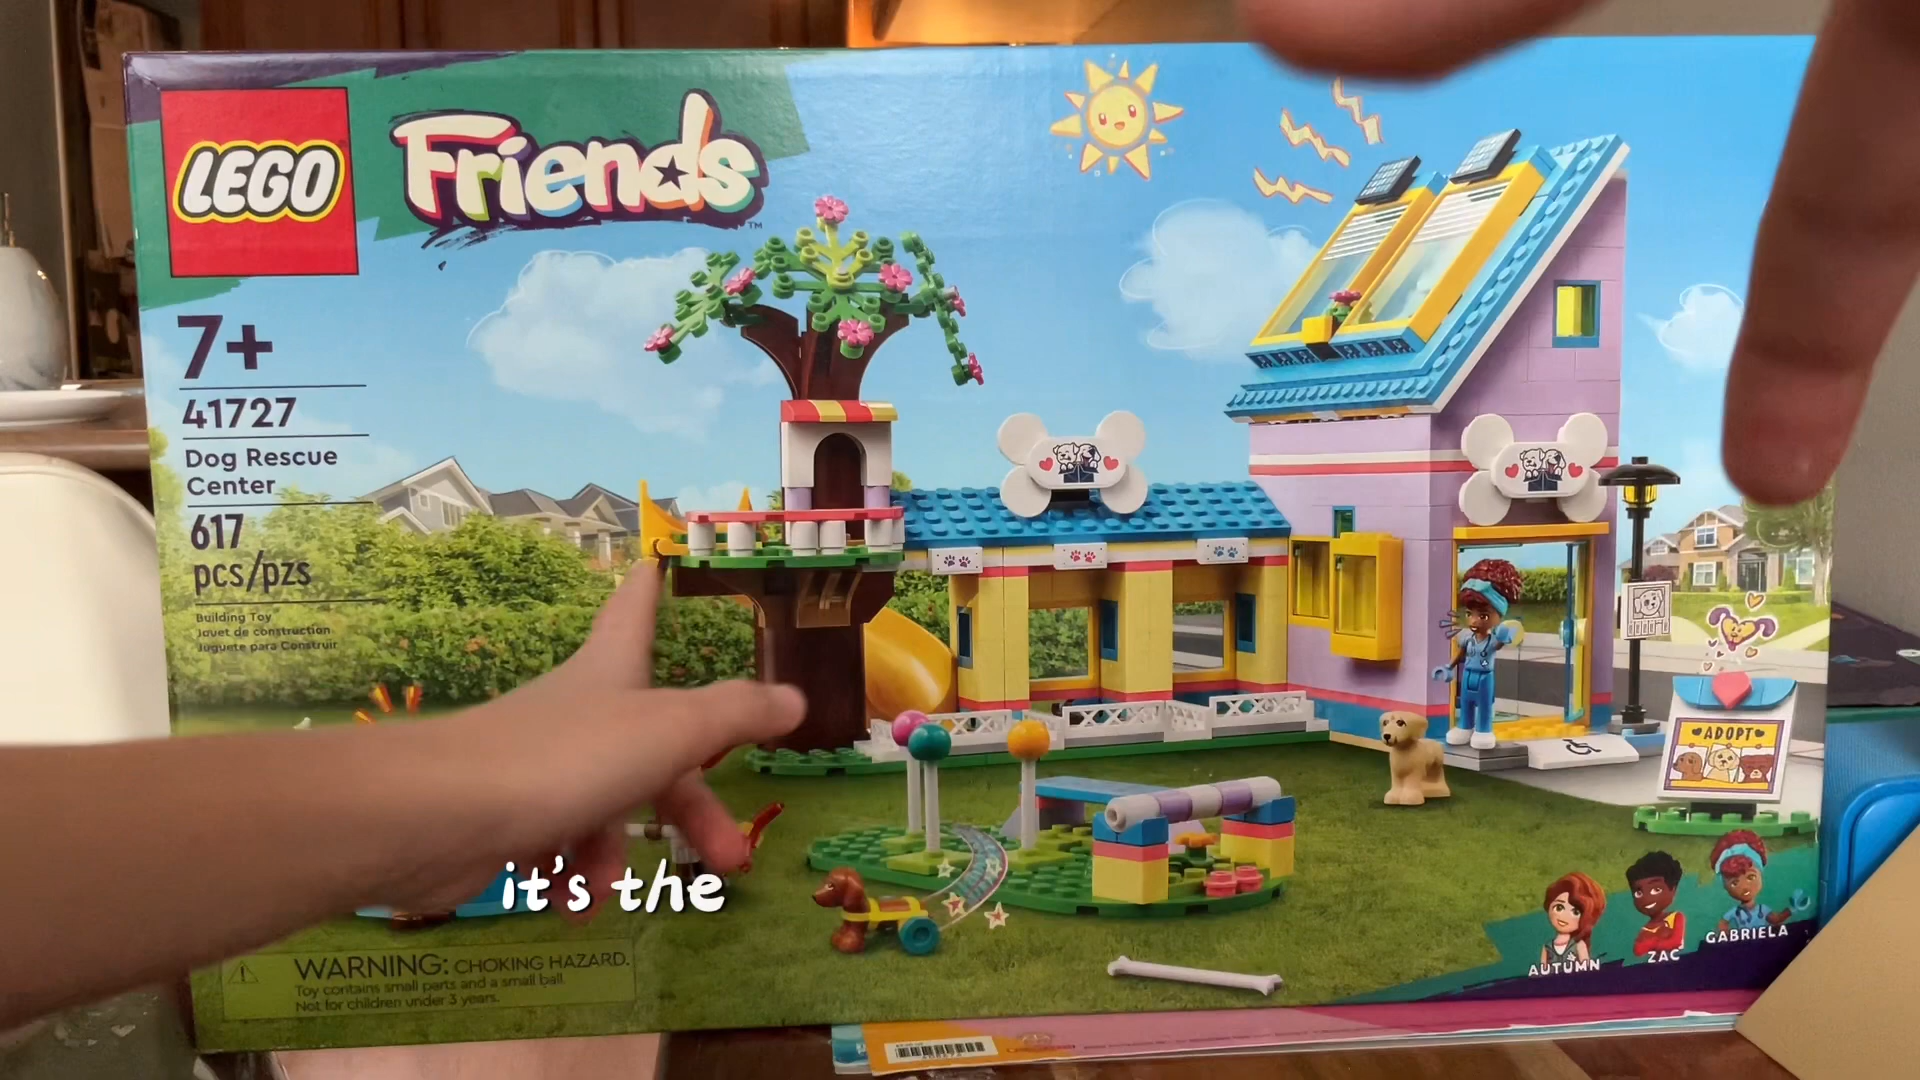 LEGO
Friends
TM
7+
41727
Dog Rescue
Center
617
pcs/pzs
Building Toy
Jouet de construction
Juguete para Construir
ADOPT
it's the
WARNING: CHOKING HAZARD.
Toy contains small parts and a small ball.
Not for children under 3 years.
AUTUMN
ZAC
GABRIELA